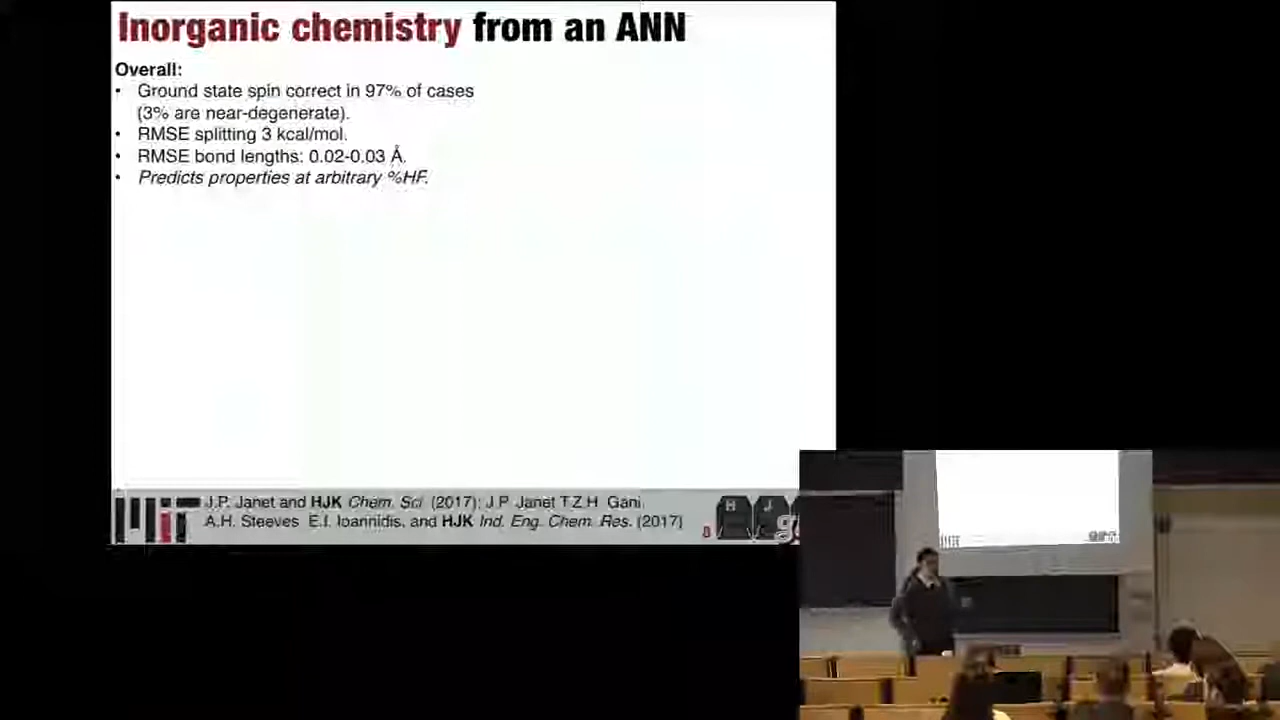 Inorganic chemistry from an ANN
Overall:
• Ground state spin correct in 97% of cases
(3% are near-degenerate).
• RMSE splitting 3 kcal/mol.
• RMSE bond lengths: 0.02-0.03 Å.
• Predicts properties at arbitrary %HF.
J.P. Janet and HJK Chem. Sci. (2017); J.P. Janet T.Z.H. Gani,
A.H. Steeves, E.I. Ioannidis, and HJK Ind. Eng. Chem. Res. (2017)
8
H J